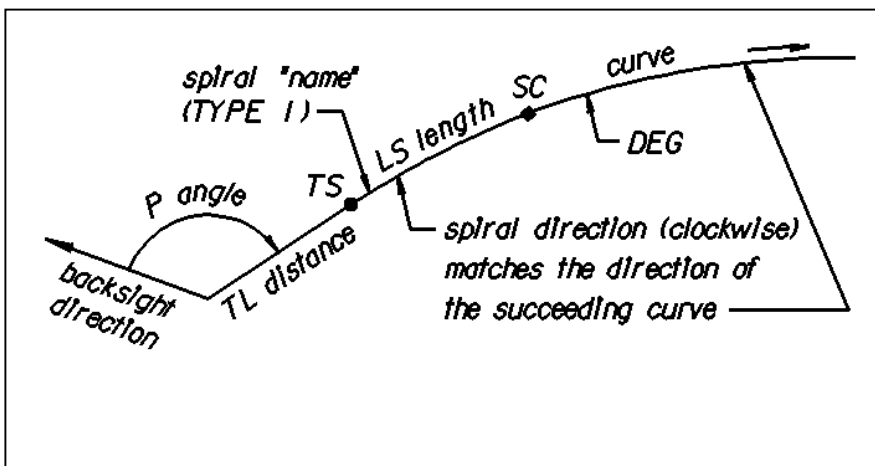 spiral "name"
(TYPE 1)
curve
SC
LS length
DEG
TS
P angle
TL distance
backsight
direction
spiral direction (clockwise)
matches the direction of
the succeeding curve